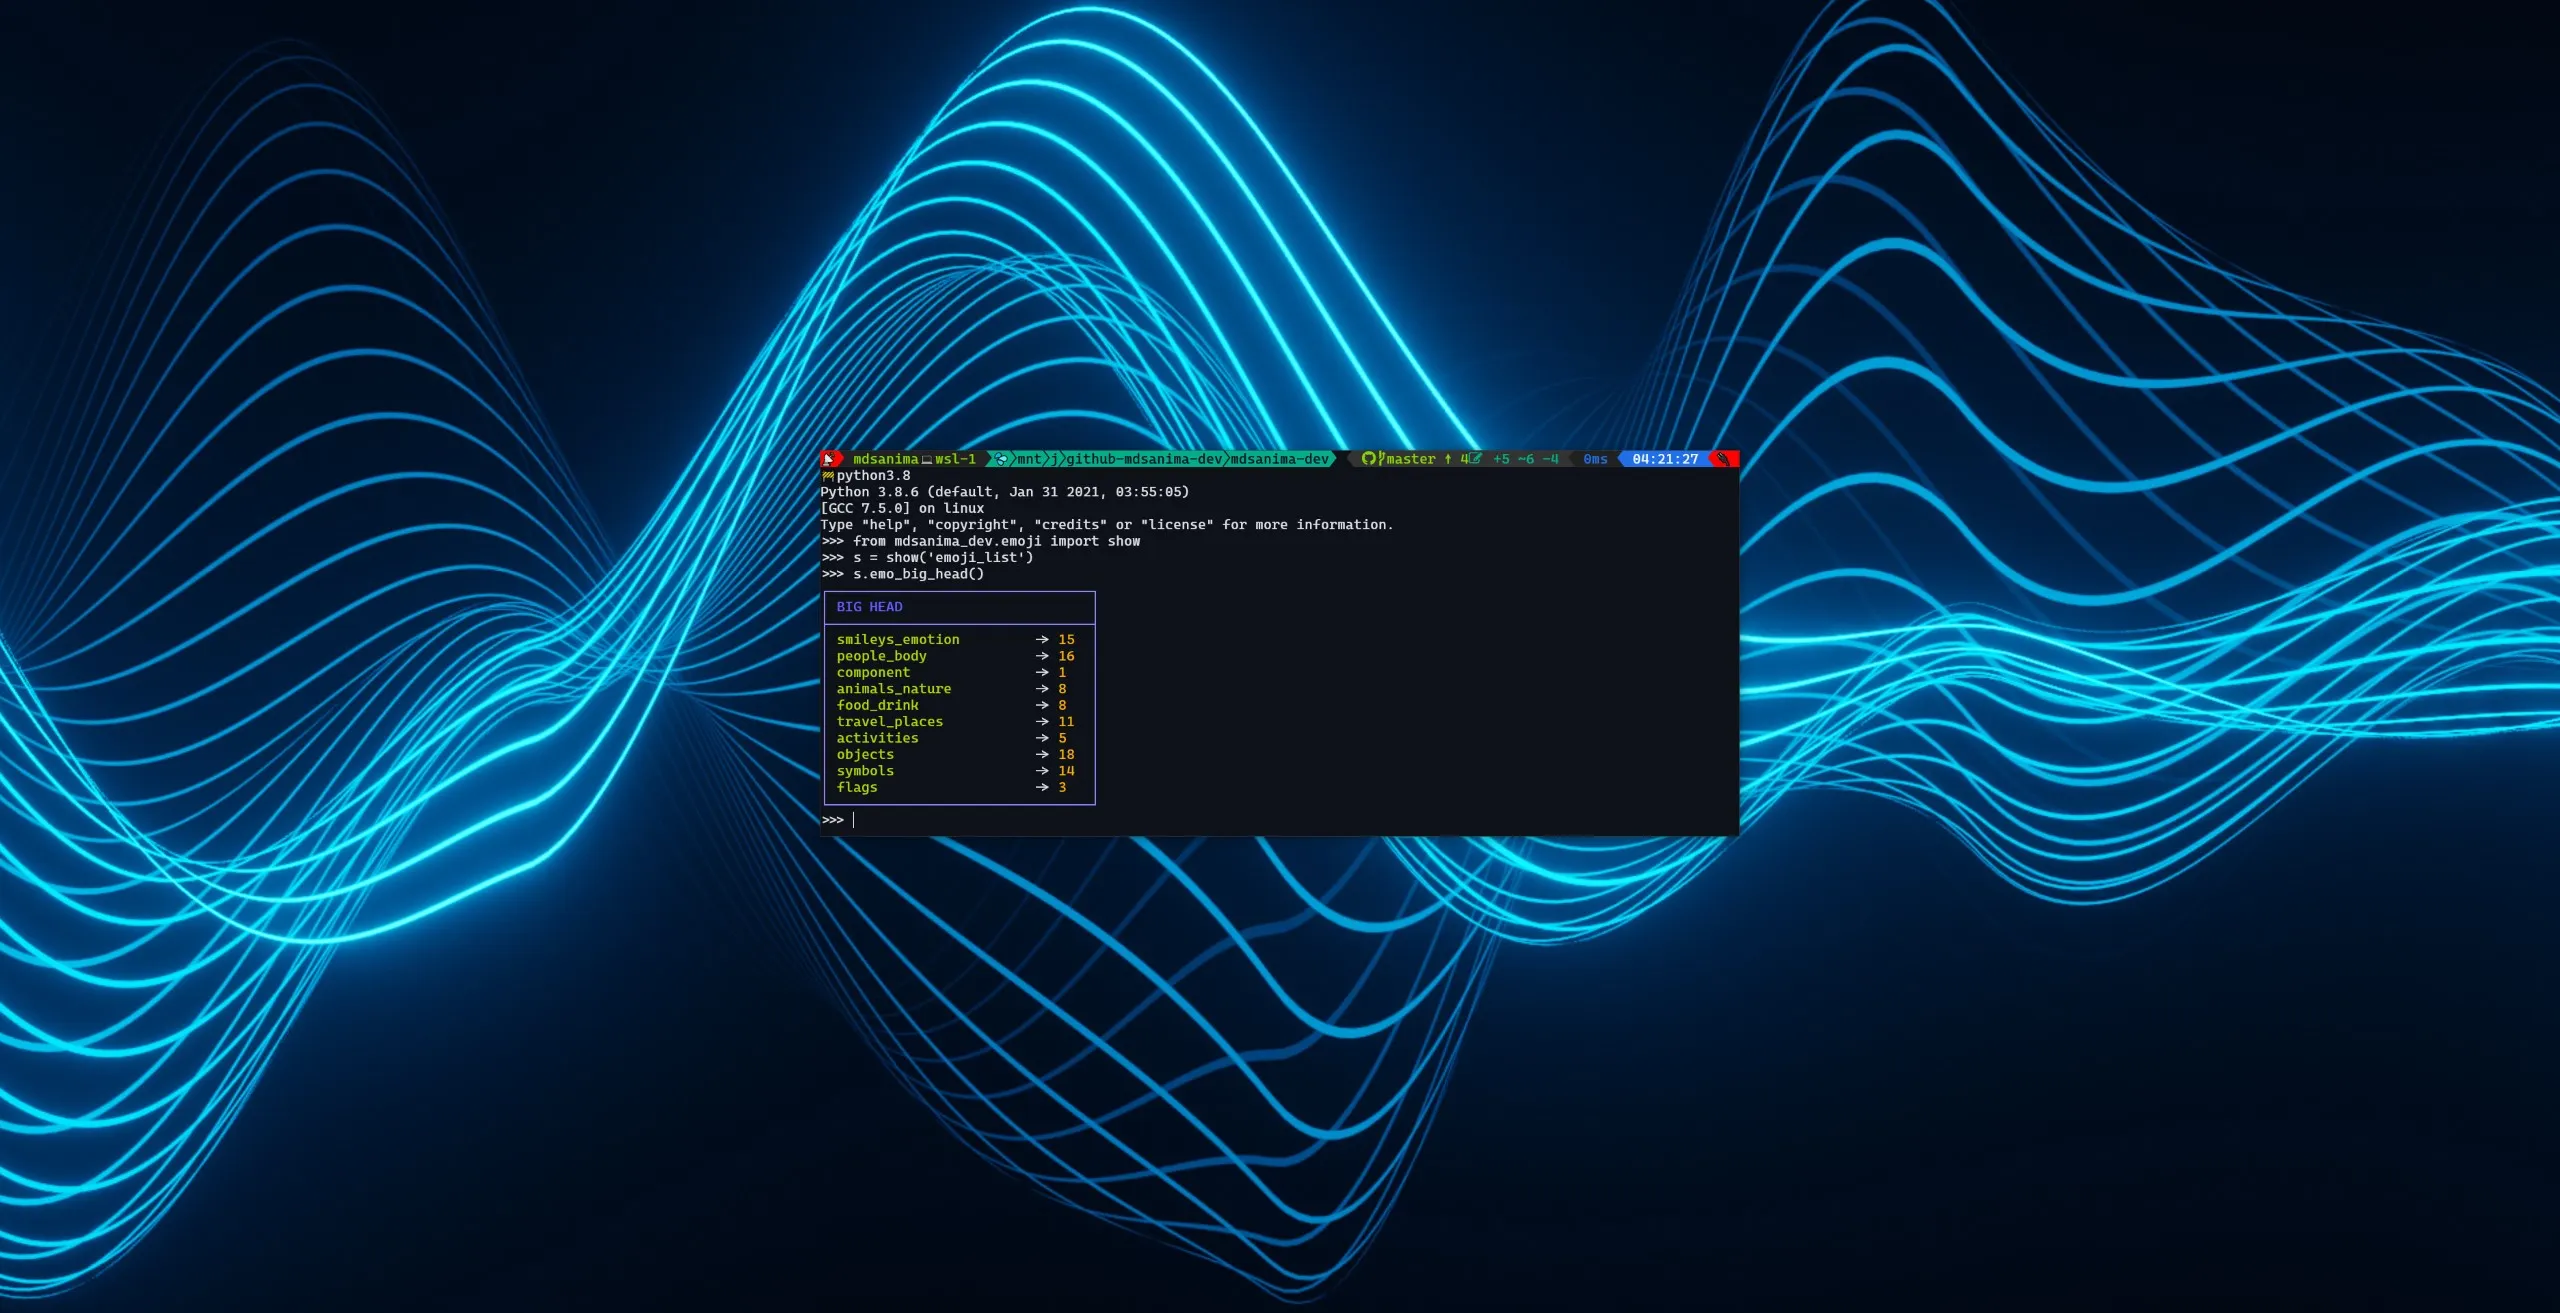 mdsanima wsl-1 mnt j github-mdsanima-dev mdsanima-dev master ↑ 4 +5 ~6 -4 0ms 04:21:27
python3.8
Python 3.8.6 (default, Jan 31 2021, 03:55:05)
[GCC 7.5.0] on linux
Type "help", "copyright", "credits" or "license" for more information.
>>> from mdsanima_dev.emoji import show
>>> s = show('emoji_list')
>>> s.emo_big_head()
BIG HEAD
smileys_emotion → 15
people_body → 16
component → 1
animals_nature → 8
food_drink → 8
travel_places → 11
activities → 5
objects → 18
symbols → 14
flags → 3
>>>